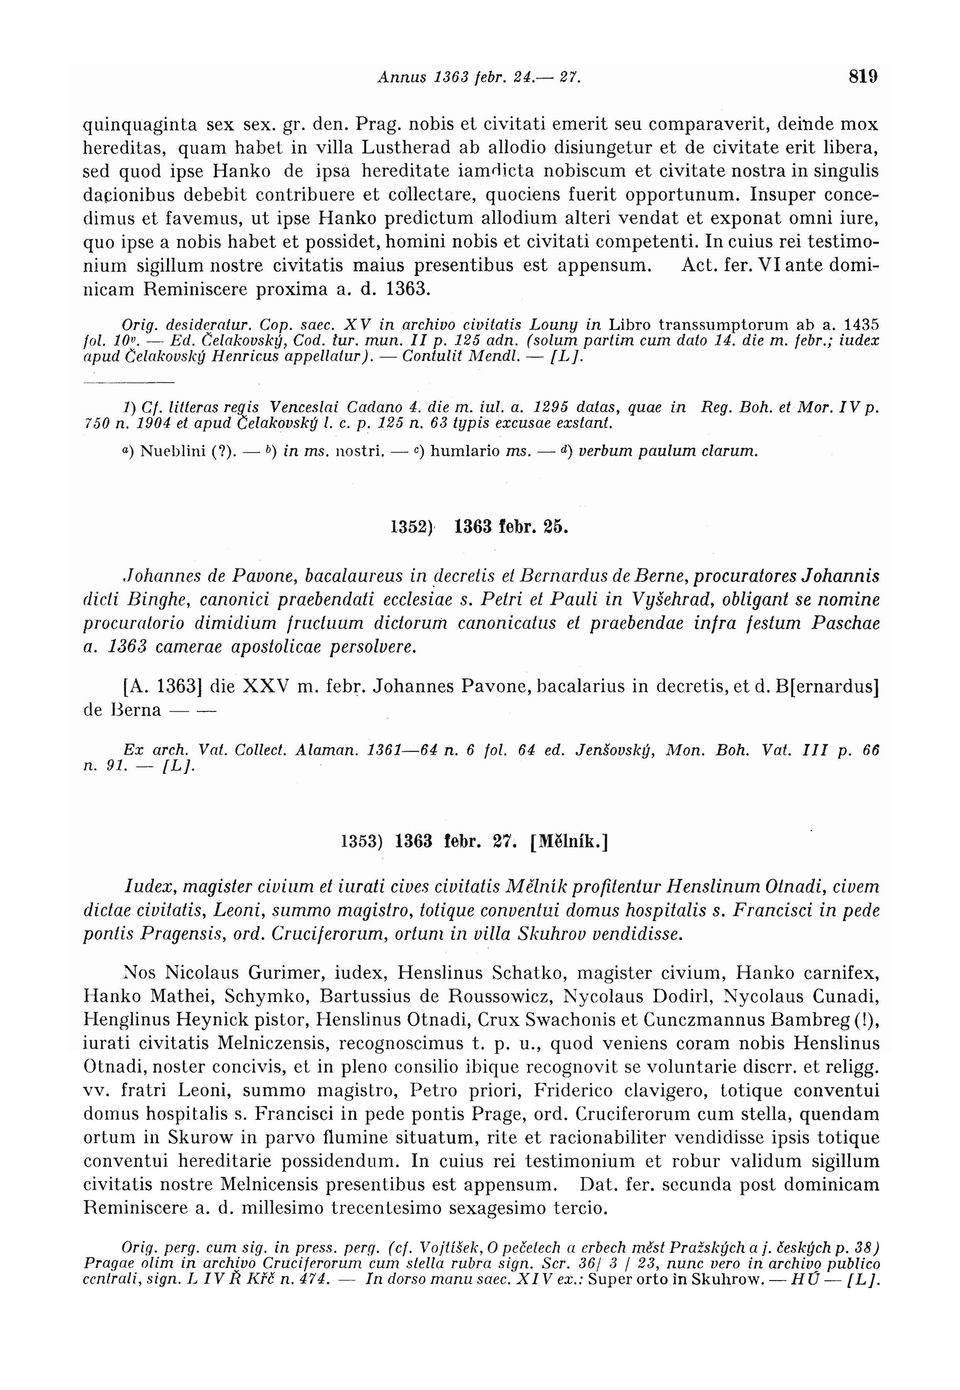 Annus 1363 febr. 24.— 27. 819
quinquaginta sex sex. gr. den. Prag. nobis et civitati emerit seu comparaverit, deinde mox
hereditas, quam habet in villa Lustherad ab allodio disiungetur et de civitate erit libera,
sed quod ipse Hanko de ipsa hereditate iamdicta nobiscum et civitate nostra in singulis
dacionibus debebit contribuere et collectare, quociens fuerit opportunum. Insuper conce-
dimus et favemus, ut ipse Hanko predictum allodium alteri vendat et exponat omni iure,
quo ipse a nobis habet et possidet, homini nobis et civitati competenti. In cuius rei testimo-
nium sigillum nostre civitatis maius presentibus est appensum. Act. fer. VI ante domi-
nicam Reminiscere proxima a. d. 1363.
Orig. desideratur. Cop. saec. XV in archivo civitatis Louny in Libro transsumptorum ab a. 1435
fol. 10v. — Ed. Čelakovský, Cod. iur. mun. II p. 125 adn. (solum partim cum dato 14. die m. febr.; iudex
apud Čelakovský Henricus appellatur). — Contulit Mendl. — [L].
1) Cf. litteras regis Venceslai Cadano 4. die m. iul. a. 1295 datas, quae in Reg. Boh. et Mor. IV p.
750 n. 1904 et apud Čelakovský l. c. p. 125 n. 63 typis excusae exstant.
a) Nueblini (?). — b) in ms. nostri. — c) humlario ms. — d) verbum paulum clarum.
1352) 1363 febr. 25.
Johannes de Pavone, bacalaureus in decretis et Bernardus de Berne, procuratores Johannis
dicti Binghe, canonici praebendati ecclesiae s. Petri et Pauli in Vyšehrad, obligant se nomine
procuratorio dimidium fructuum dictorum canonicatus et praebendae infra festum Paschae
a. 1363 camerae apostolicae persolvere.
[A. 1363] die XXV m. febr. Johannes Pavone, bacalarius in decretis, et d. B[ernardus]
de Berna — —
Ex arch. Vat. Collect. Alaman. 1361—64 n. 6 fol. 64 ed. Jenšovský, Mon. Boh. Vat. III p. 66
n. 91. — [L].
1353) 1363 febr. 27. [Mělník.]
Iudex, magister civium et iurati cives civitatis Mělník profitentur Henslinum Otnadi, civem
dictae civitatis, Leoni, summo magistro, totique conventui domus hospitalis s. Francisci in pede
pontis Pragensis, ord. Cruciferorum, ortum in villa Skuhrov vendidisse.
Nos Nicolaus Gurimer, iudex, Henslinus Schatko, magister civium, Hanko carnifex,
Hanko Mathei, Schymko, Bartussius de Roussowicz, Nycolaus Dodirl, Nycolaus Cunadi,
Henglinus Heynick pistor, Henslinus Otnadi, Crux Swachonis et Cunczmannus Bambreg (!),
iurati civitatis Melniczensis, recognoscimus t. p. u., quod veniens coram nobis Henslinus
Otnadi, noster concivis, et in pleno consilio ibique recognovit se voluntarie discrr. et religg.
vv. fratri Leoni, summo magistro, Petro priori, Friderico clavigero, totique conventui
domus hospitalis s. Francisci in pede pontis Prage, ord. Cruciferorum cum stella, quendam
ortum in Skurow in parvo flumine situatum, rite et racionabiliter vendidisse ipsis totique
conventui hereditarie possidendum. In cuius rei testimonium et robur validum sigillum
civitatis nostre Melnicensis presentibus est appensum. Dat. fer. secunda post dominicam
Reminiscere a. d. millesimo trecentesimo sexagesimo tercio.
Orig. perg. cum sig. in press. perg. (cf. Vojtíšek, O pečetech a erbech měst Pražských a j. českých p. 38)
Pragae olim in archivo Cruciferorum cum stella rubra sign. Scr. 36/ 3 / 23, nunc vero in archivo publico
centrali, sign. L IV Ř Křč n. 474. — In dorso manu saec. XIV ex.: Super orto in Skuhrow. — HÚ — [L].